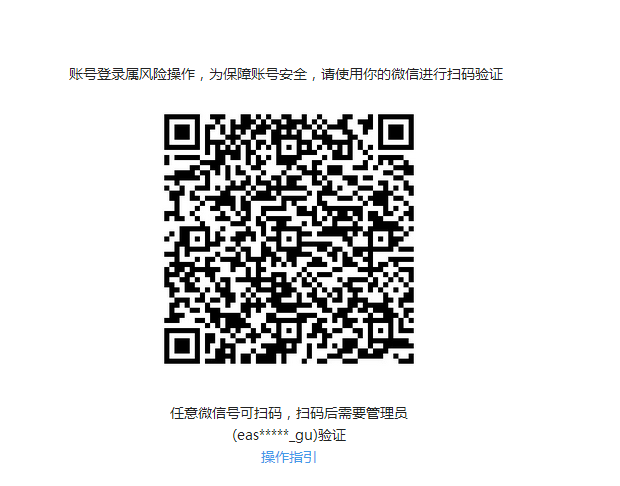 账号登录属风险操作，为保障账号安全，请使用你的微信进行扫码验证
任意微信号可扫码，扫码后需要管理员
(eas*****_gu)验证
操作指引